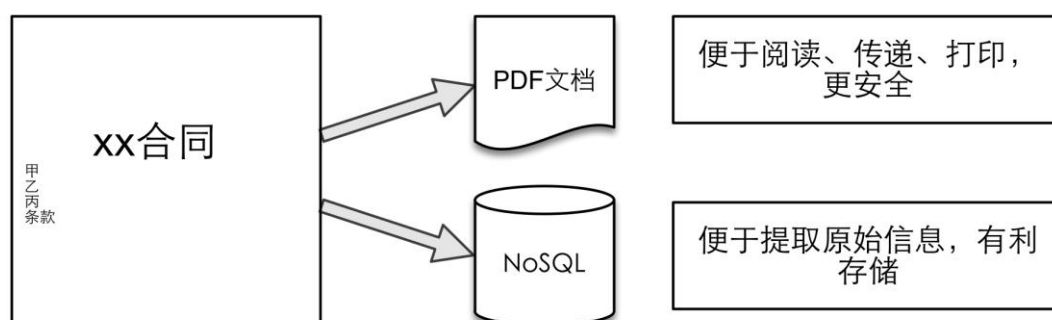 xx合同
甲
乙
丙
条款
PDF文档
便于阅读、传递、打印，
更安全
NoSQL
便于提取原始信息，有利
存储